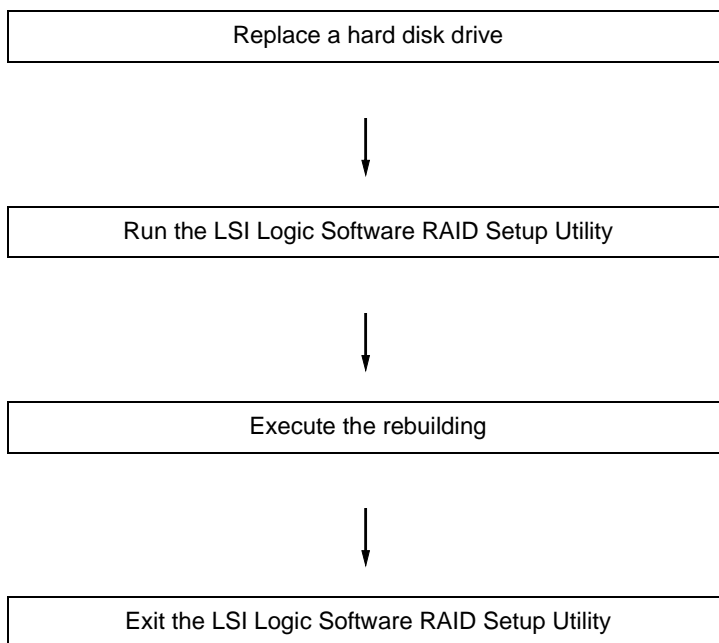 Replace a hard disk drive
Run the LSI Logic Software RAID Setup Utility
Execute the rebuilding
Exit the LSI Logic Software RAID Setup Utility